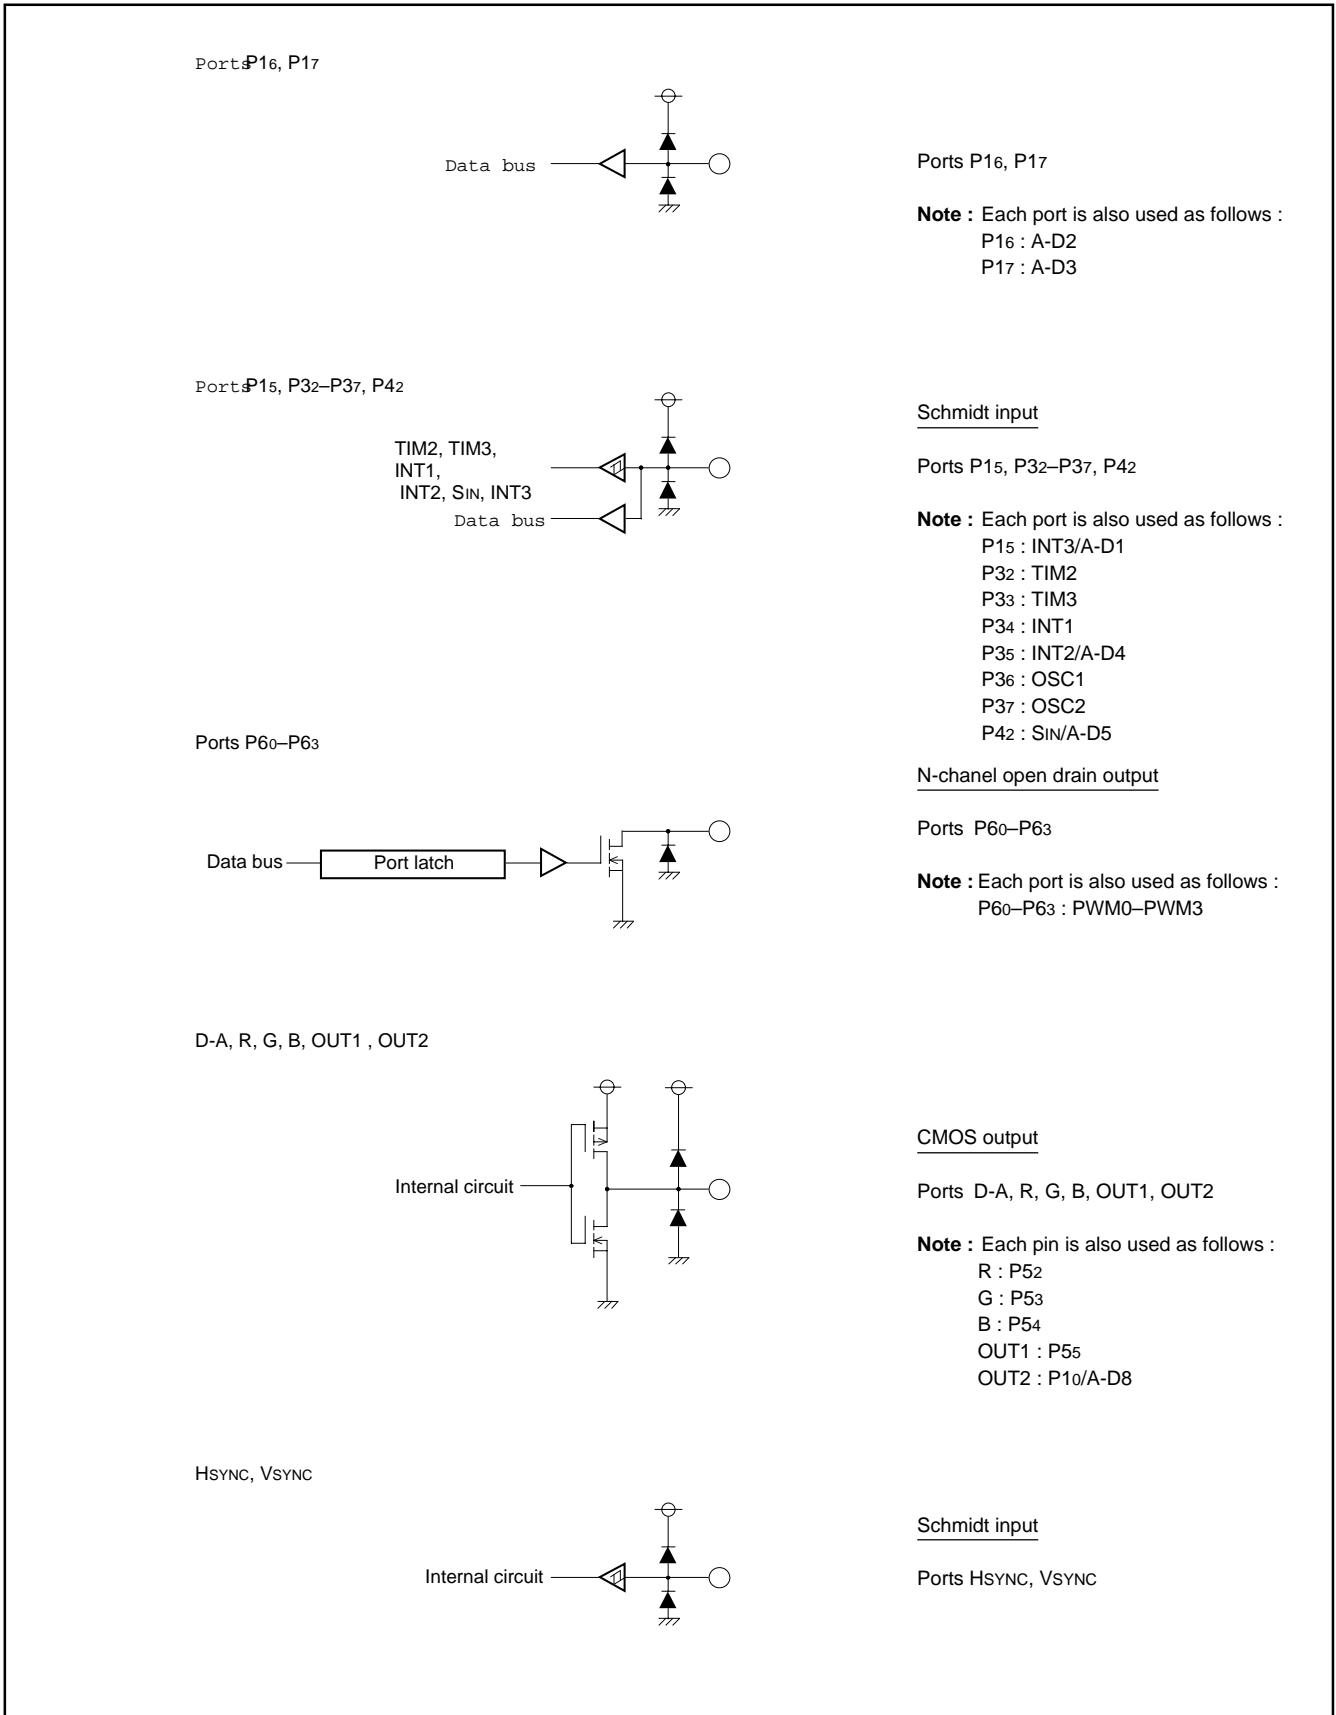 Ports P16, P17
Data bus
Ports P16, P17
Note : Each port is also used as follows :
P16 : A-D2
P17 : A-D3
Ports P15, P32–P37, P42
TIM2, TIM3,
INT1,
INT2, SIN, INT3
Data bus
Schmidt input
Ports P15, P32–P37, P42
Note : Each port is also used as follows :
P15 : INT3/A-D1
P32 : TIM2
P33 : TIM3
P34 : INT1
P35 : INT2/A-D4
P36 : OSC1
P37 : OSC2
P42 : SIN/A-D5
Ports P60–P63
Data bus
Port latch
N-chanel open drain output
Ports P60–P63
Note : Each port is also used as follows :
P60–P63 : PWM0–PWM3
D-A, R, G, B, OUT1 , OUT2
Internal circuit
CMOS output
Ports D-A, R, G, B, OUT1, OUT2
Note : Each pin is also used as follows :
R : P52
G : P53
B : P54
OUT1 : P55
OUT2 : P10/A-D8
HSYNC, VSYNC
Internal circuit
Schmidt input
Ports HSYNC, VSYNC